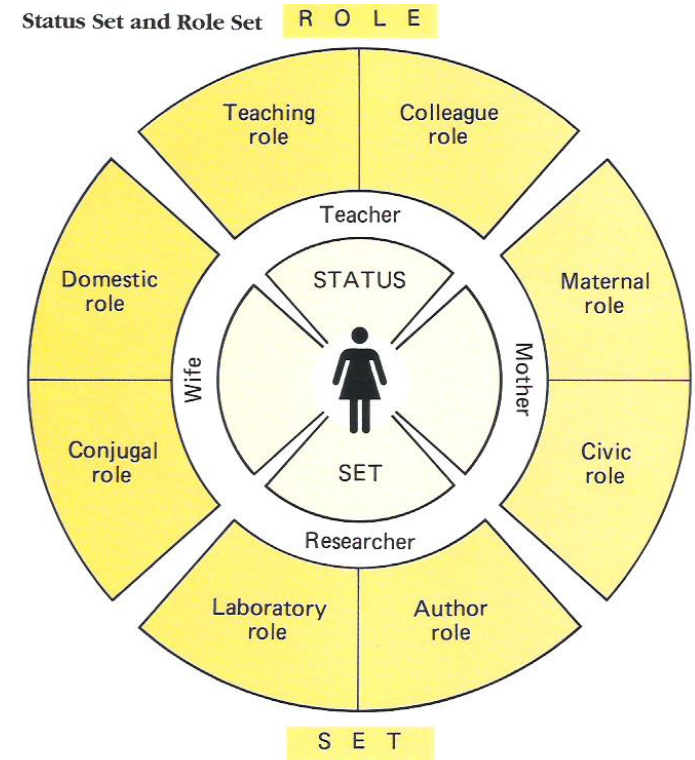 Status Set and Role Set
R O L E
Teaching
role
Colleague
role
Teacher
Domestic
role
STATUS
Maternal
role
Wife
Mother
Conjugal
role
SET
Civic
role
Researcher
Laboratory
role
Author
role
S E T